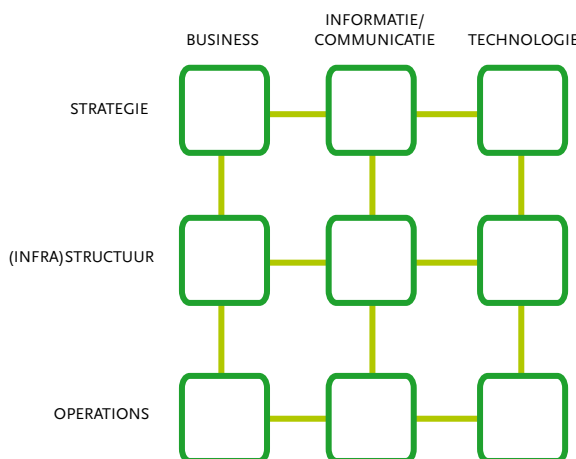 BUSINESS
INFORMATIE/
COMMUNICATIE
TECHNOLOGIE
STRATEGIE
(INFRA)STRUCTUUR
OPERATIONS